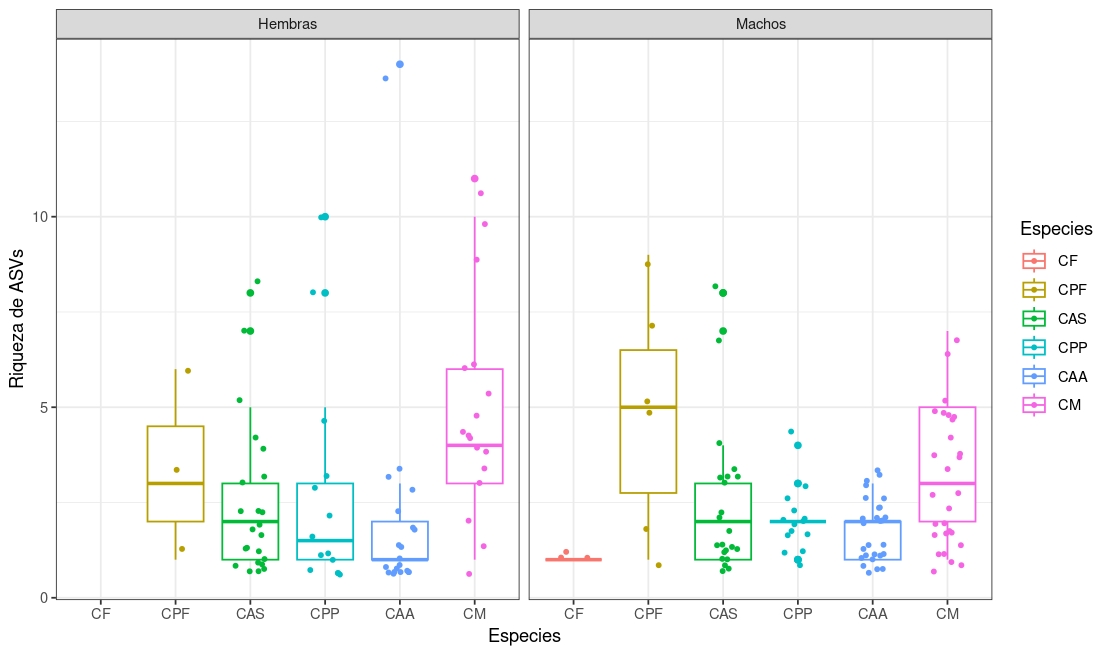 Hembras
Machos
Riqueza de ASVs
10
5
0
CF CPF CAS CPP CAA CM
CF CPF CAS CPP CAA CM
Especies
Especies
CF
CPF
CAS
CPP
CAA
CM